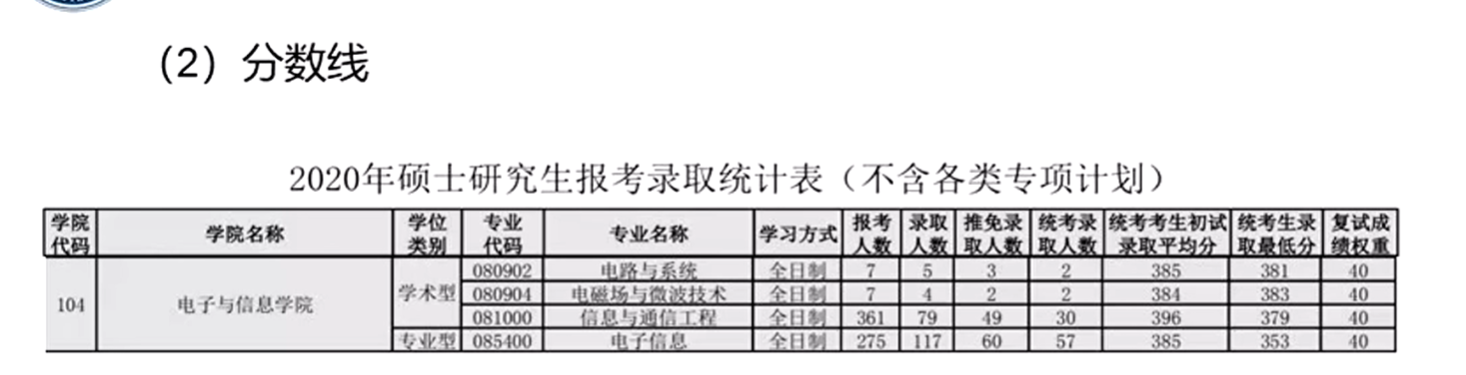 (2)分数线
2020年硕士研究生报考录取统计表（不含各类专项计划）
学院代码 学院名称 学位类别 专业代码 专业名称 学习方式 报考人数 录取人数 推免录取人数 统考录取人数 统考考生初试录取平均分 统考生录取最低分 复试成绩权重
104 电子与信息学院 学术型 080902 电路与系统 全日制 7 5 3 2 385 381 40
080904 电磁场与微波技术 全日制 7 4 2 2 384 383 40
081000 信息与通信工程 全日制 361 79 49 30 396 379 40
专业型 085400 电子信息 全日制 275 117 60 57 385 353 40